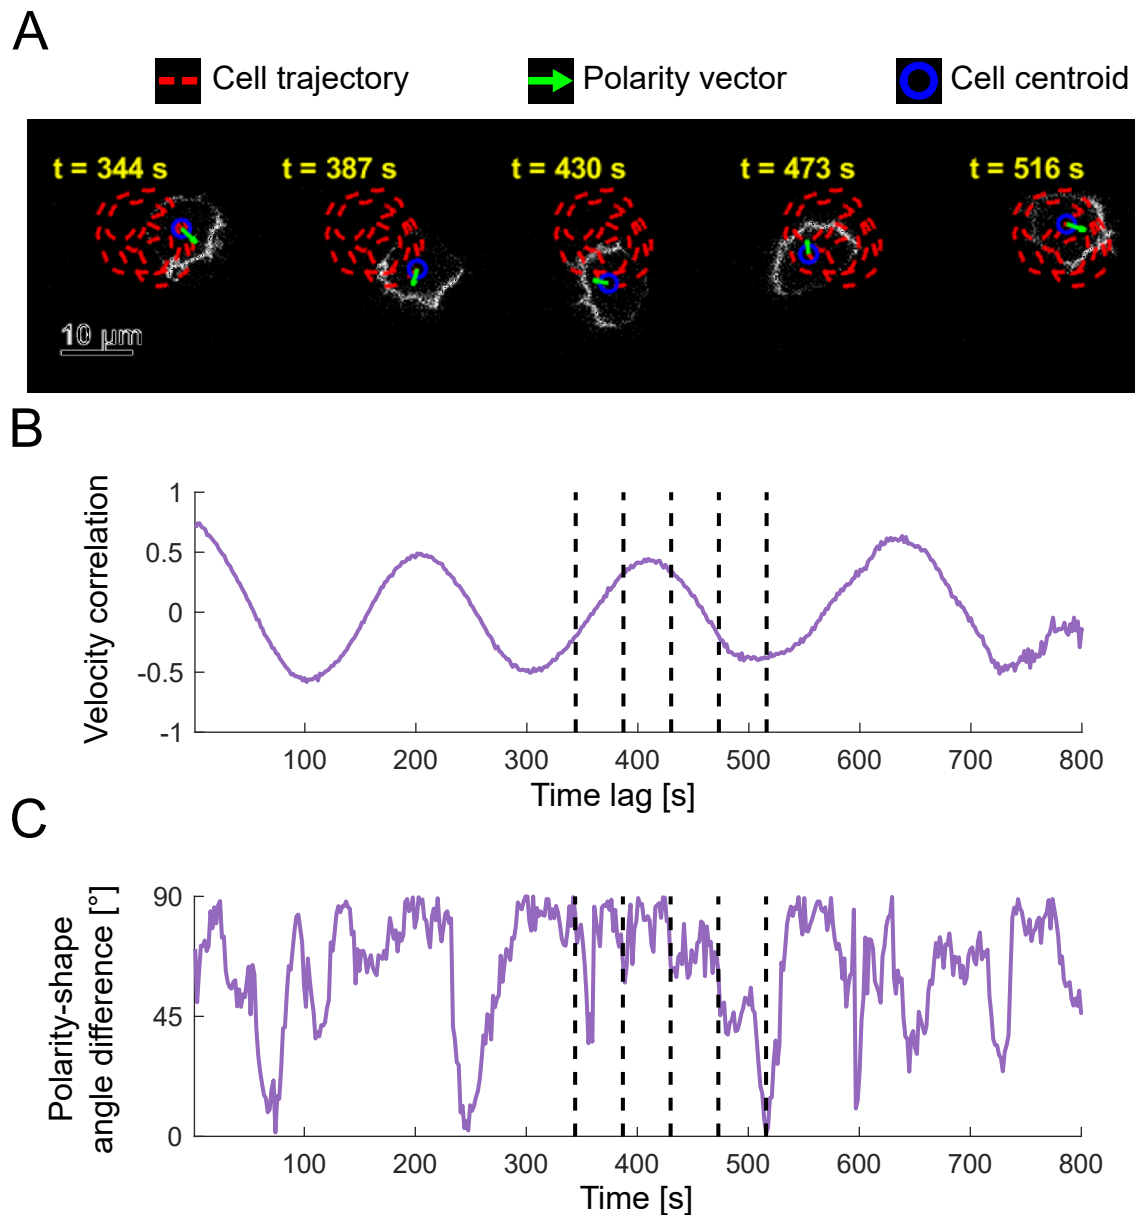 A
Cell trajectory
Polarity vector
Cell centroid
t = 344 s
t = 387 s
t = 430 s
t = 473 s
t = 516 s
10 µm
B
Velocity correlation
1
0.5
0
-0.5
-1
100
200
300
400
500
600
700
800
Time lag [s]
C
Polarity-shape
angle difference [°]
90
45
0
100
200
300
400
500
600
700
800
Time [s]